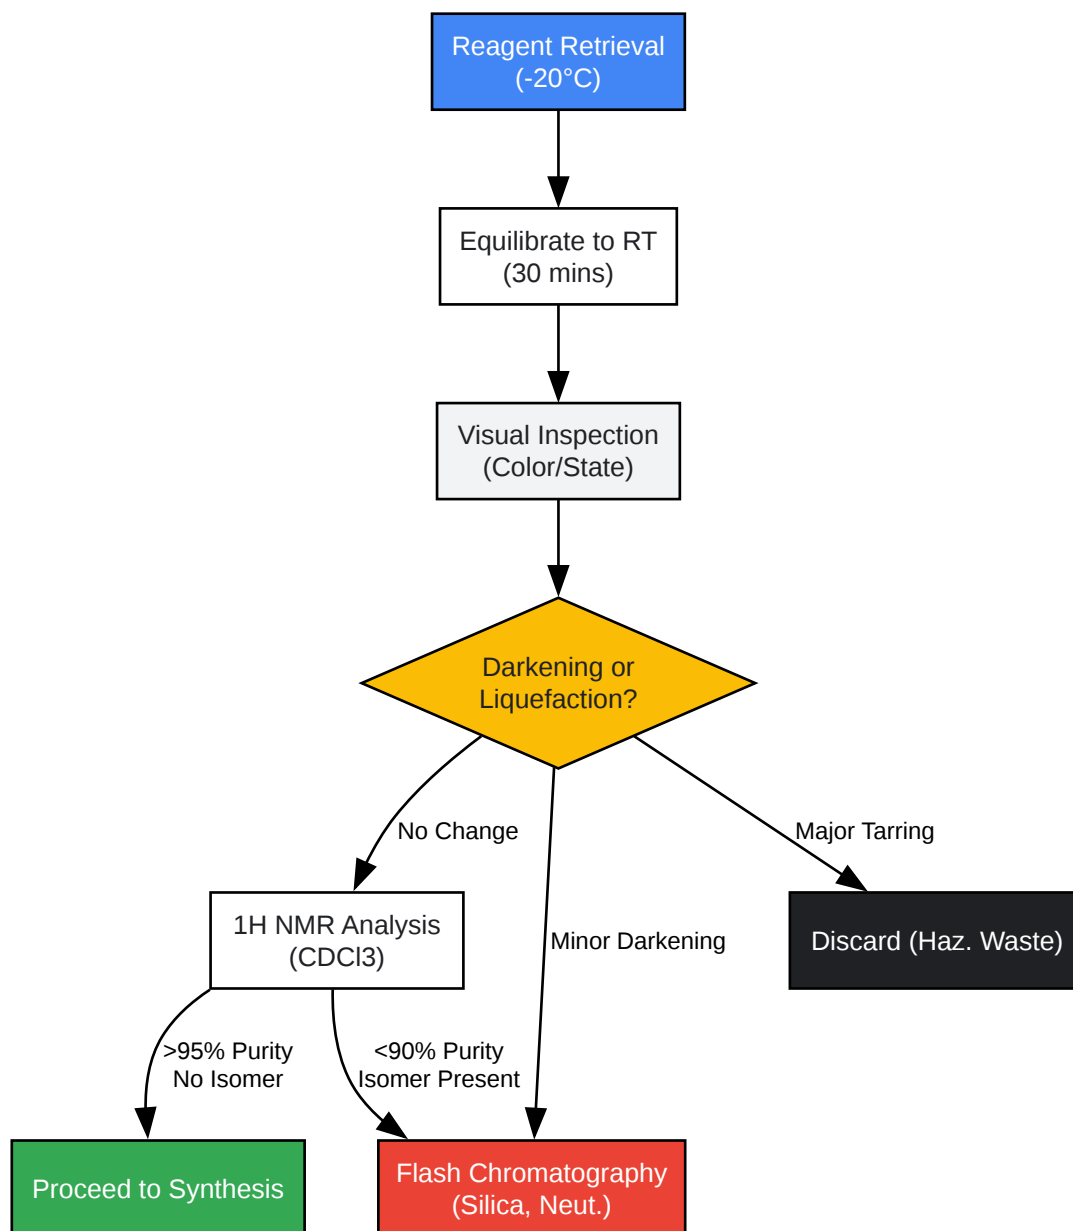 Reagent Retrieval
(-20°C)
Equilibrate to RT
(30 mins)
Visual Inspection
(Color/State)
Darkening or
Liquefaction?
No Change
Major Tarring
1H NMR Analysis
(CDCl3)
Minor Darkening
Discard (Haz. Waste)
>95% Purity
No Isomer
<90% Purity
Isomer Present
Proceed to Synthesis
Flash Chromatography
(Silica, Neut.)